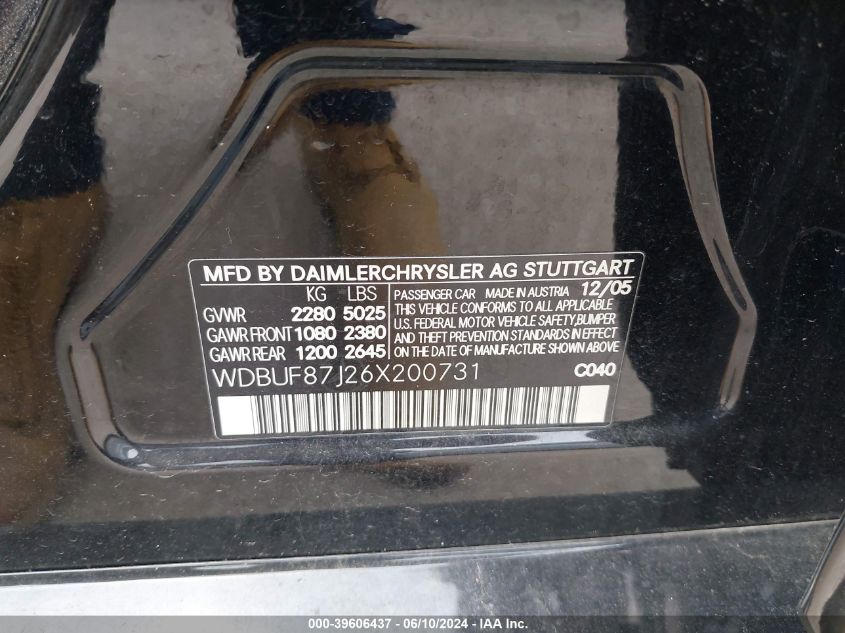 MFD BY DAIMLERCHRYSLER AG STUTTGART
KG LBS
GVWR 2280 5025
GAWR FRONT 1080 2380
GAWR REAR 1200 2645
PASSENGER CAR MADE IN AUSTRIA 12/05
THIS VEHICLE CONFORMS TO ALL APPLICABLE
U.S. FEDERAL MOTOR VEHICLE SAFETY, BUMPER
AND THEFT PREVENTION STANDARDS IN EFFECT
ON THE DATE OF MANUFACTURE SHOWN ABOVE
WDBUF87J26X200731 C040
000-39606437 - 06/10/2024 - IAA Inc.